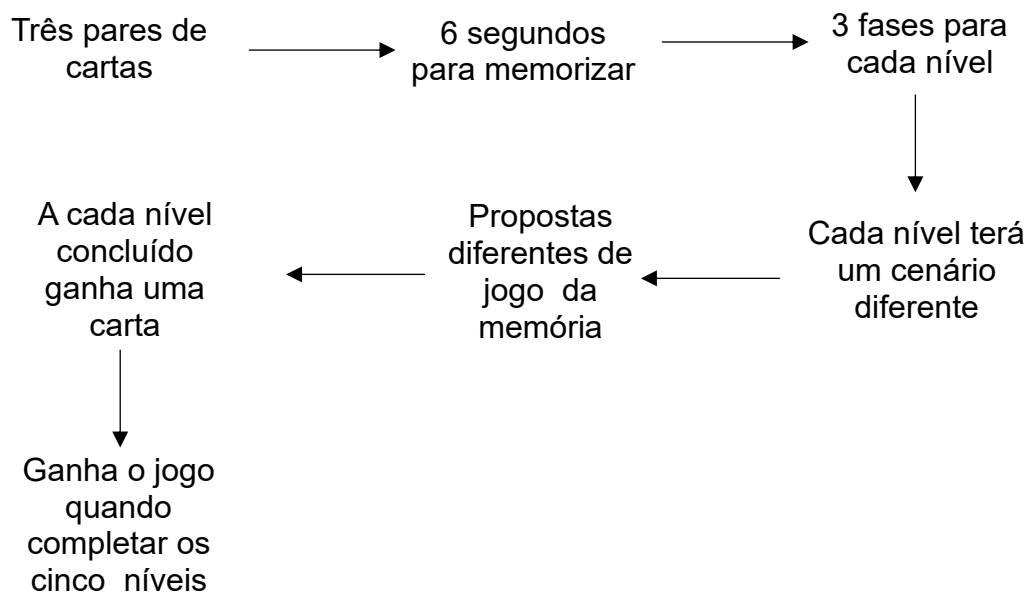 Três pares de
cartas
6 segundos
para memorizar
3 fases para
cada nível
Cada nível terá
um cenário
diferente
Propostas
diferentes de
jogo  da
memória
A cada nível
concluído
ganha uma
carta
Ganha o jogo
quando
completar os
cinco  níveis